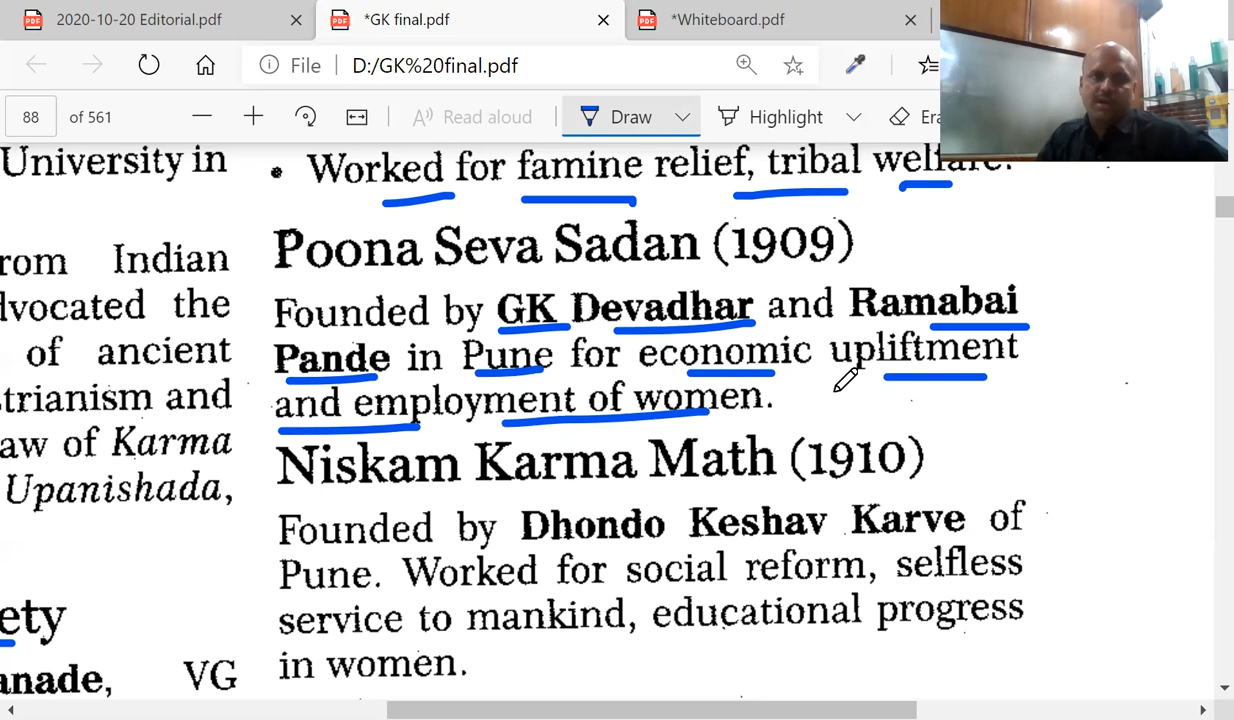 2020-10-20 Editorial.pdf
*GK final.pdf
*Whiteboard.pdf
File
D:/GK%20final.pdf
88 of 561
Read aloud
Draw
Highlight
University in
rom Indian
dvocated the
of ancient
strianism and
aw of Karma
Upanishada,
ety
anade, VG
• Worked for famine relief, tribal welfare.
Poona Seva Sadan (1909)
Founded by GK Devadhar and Ramabai
Pande in Pune for economic upliftment
and employment of women.
Niskam Karma Math (1910)
Founded by Dhondo Keshav Karve of
Pune. Worked for social reform, selfless
service to mankind, educational progress
in women.